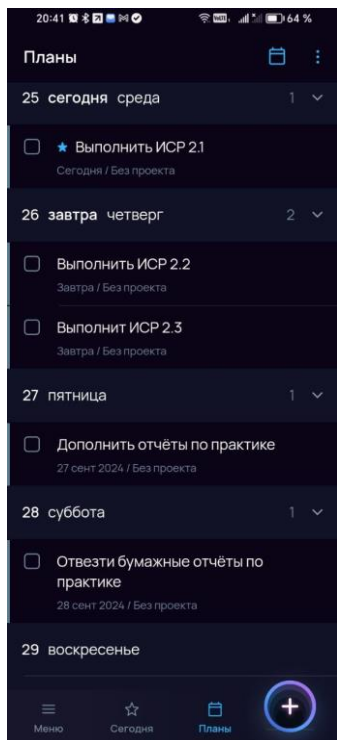 20:41 64 %
Планы
25 сегодня среда 1
★ Выполнить ИСР 2.1
Сегодня / Без проекта
26 завтра четверг 2
Выполнить ИСР 2.2
Завтра / Без проекта
Выполнит ИСР 2.3
Завтра / Без проекта
27 пятница 1
Дополнить отчёты по практике
27 сент 2024 / Без проекта
28 суббота 1
Отвезти бумажные отчёты по
практике
28 сент 2024 / Без проекта
29 воскресенье
Меню Сегодня Планы